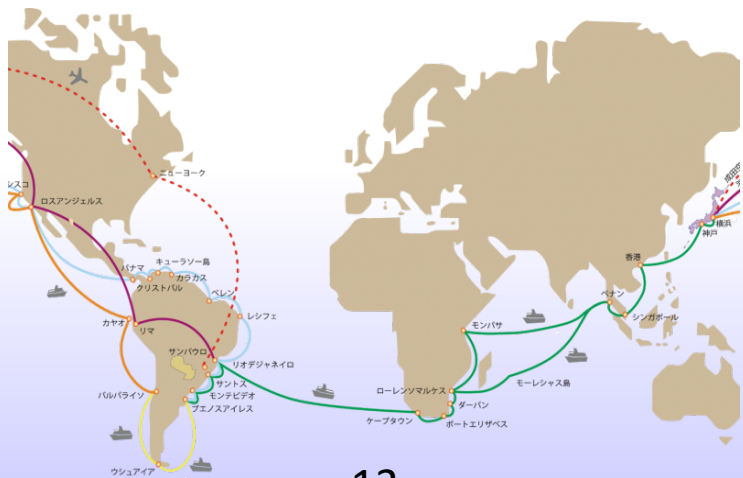 ニューヨーク
シスコ
ロスアンジェルス
パナマ
キューラソー島
クリストバル
カラカス
ベレン
レシフェ
カヤオ
リマ
サンパウロ
リオデジャネイロ
サントス
モンテビデオ
ブエノスアイレス
バルパライソ
ウシュアイア
ケープタウン
ポートエリザベス
ダーバン
ローレンソマルケス
モーレシャス島
モンバサ
ペナン
シンガポール
香港
神戸
横浜
成田空
13